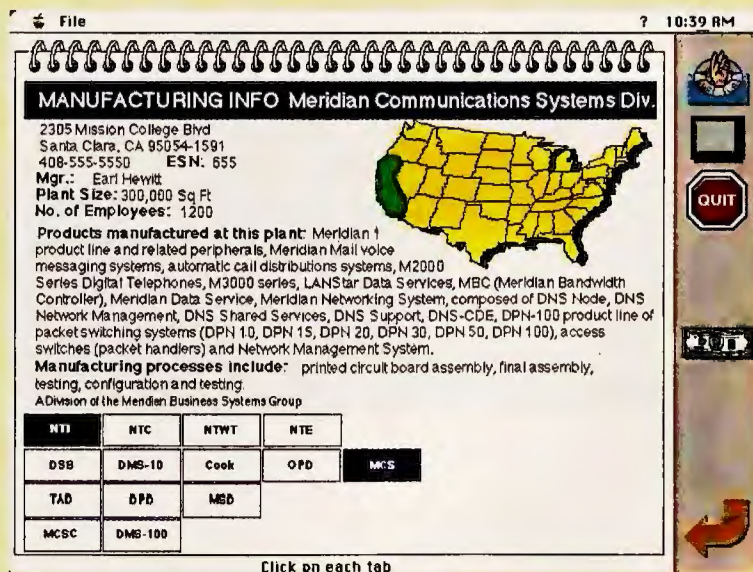 File ? 10:39 AM
MANUFACTURING INFO Meridian Communications Systems Div.
2305 Mission College Blvd
Santa Clara, CA 95054-1591
408-555-5550 ESN: 655
Mgr.: Earl Hewitt
Plant Size: 300,000 Sq Ft
No. of Employees: 1200
Products manufactured at this plant: Meridian 1
product line and related peripherals, Meridian Mail voice
messaging systems, automatic call distributions systems, M2000
Series Digital Telephones, M3000 series, LANStar Data Services, MBC (Meridian Bandwidth
Controller), Meridian Data Service, Meridian Networking System, composed of DNS Node, DNS
Network Management, DNS Shared Services, DNS Support, DNS-CDE, DPN-100 product line of
packet switching systems (DPN 10, DPN 15, DPN 20, DPN 30, DPN 50, DPN 100), access
switches (packet handlers) and Network Management System.
Manufacturing processes include: printed circuit board assembly, final assembly,
testing, configuration and testing.
A Division of the Meridian Business Systems Group
NTI NTC NTWT NTE
DSB DMS-10 Cook OPD MCS
TAD DPD MSD
MCSC DMS-100
Click on each tab
QUIT